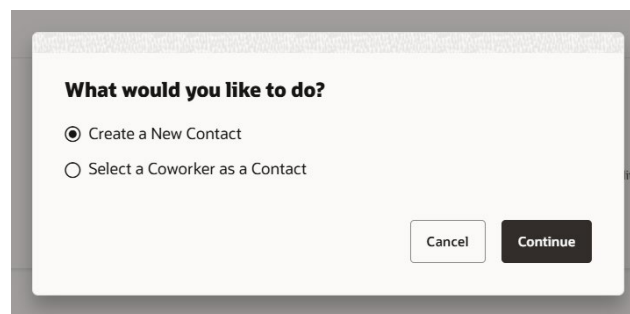 What would you like to do?
Create a New Contact
Select a Coworker as a Contact
Cancel
Continue